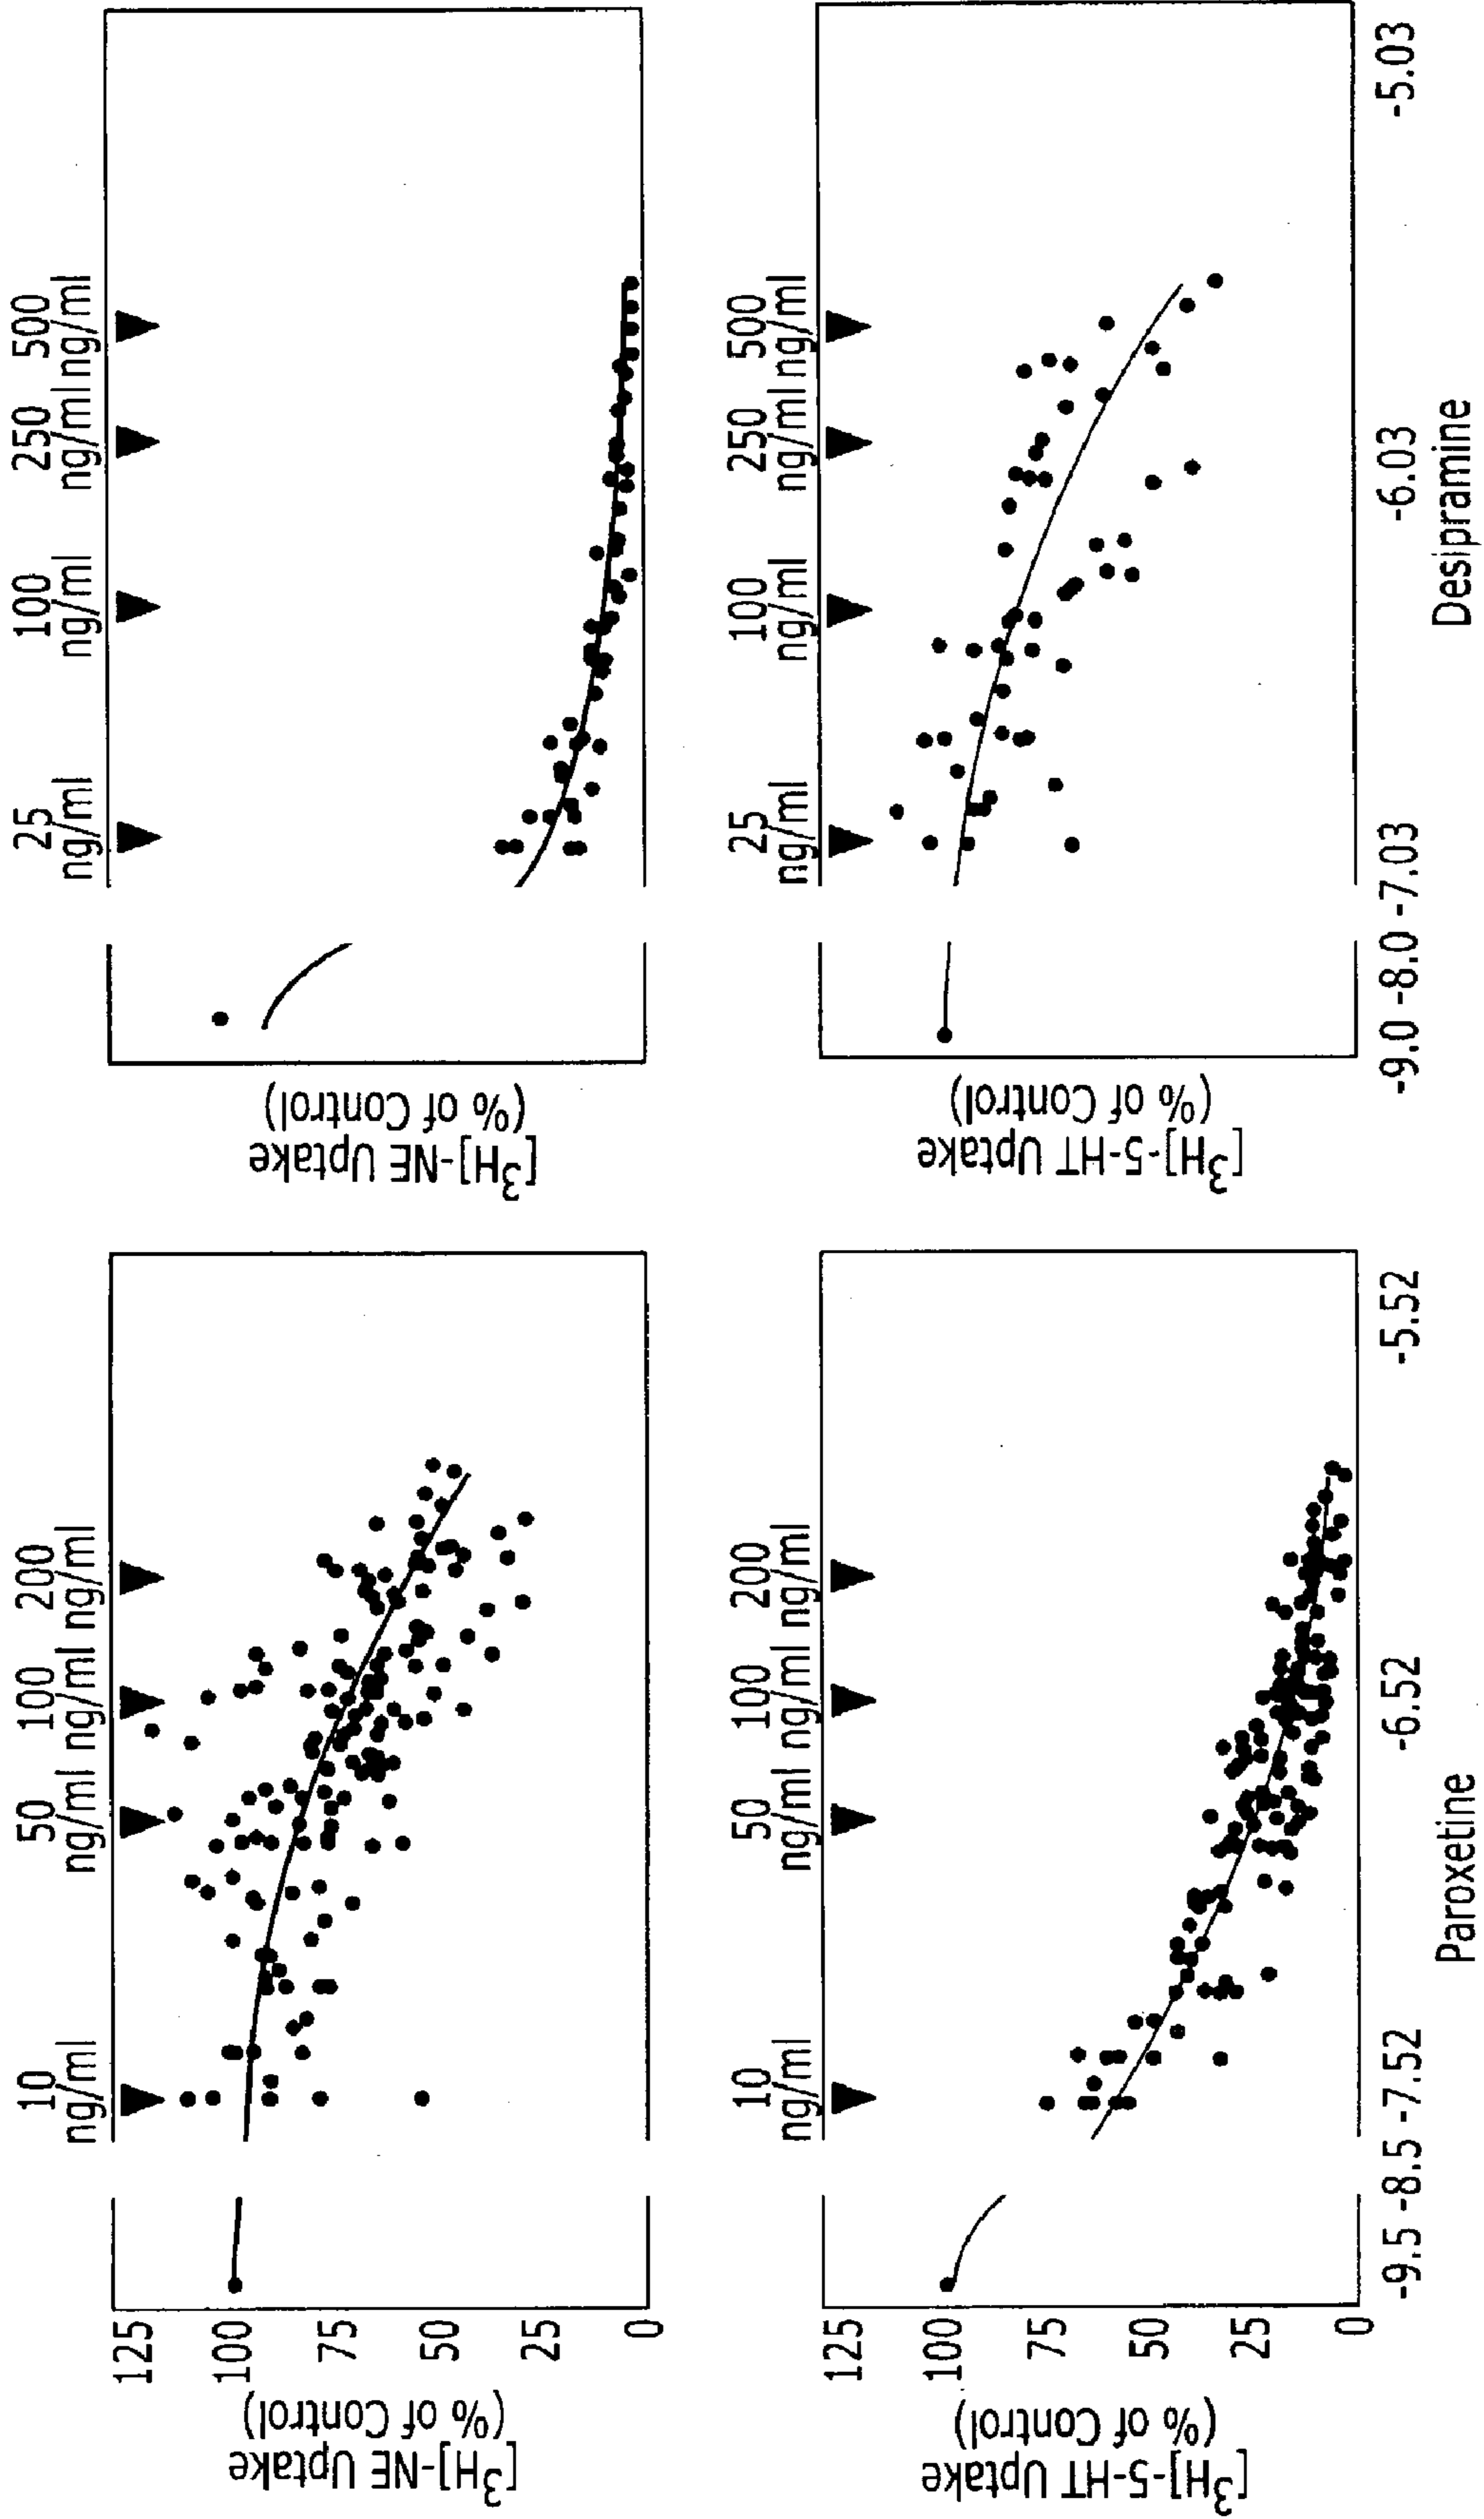 10 50 100 200
ng/ml ng/ml ng/ml ng/ml
[3H]-NE Uptake
(% of Control)
125
100
75
50
25
0
25 100 250 500
ng/ml ng/ml ng/ml ng/ml
[3H]-NE Uptake
(% of Control)
10 50 100 200
ng/ml ng/ml ng/ml ng/ml
[3H]-5-HT Uptake
(% of Control)
125
100
75
50
25
0
-9.5 -8.5 -7.52 -6.52 -5.52
Paroxetine
25 100 250 500
ng/ml ng/ml ng/ml ng/ml
[3H]-5-HT Uptake
(% of Control)
-9.0 -8.0 -7.03 -6.03 -5.03
Desipramine